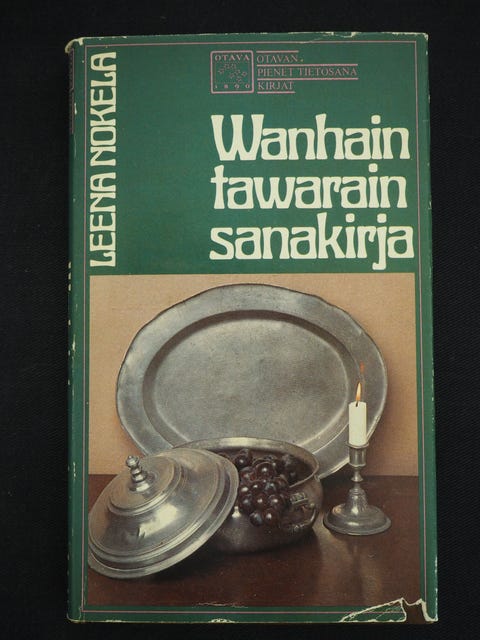 OTAVA
1890
OTAVAN
PIENET TIETOSANA
KIRJAT
LEENA NOKELA
Wanhain
tawarain
sanakirja